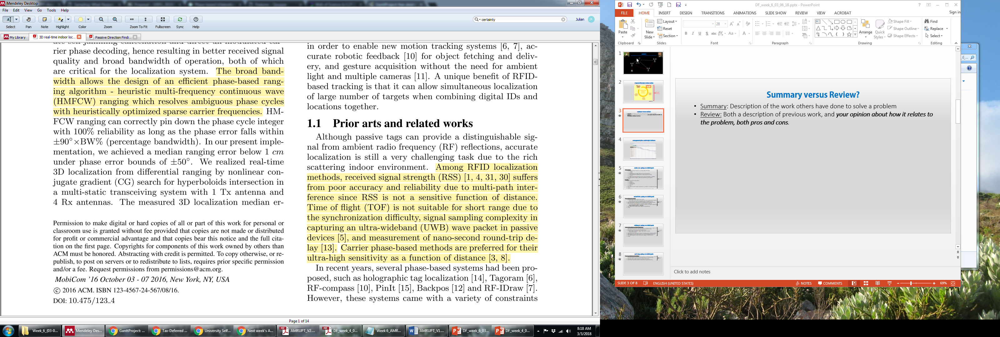 Mendeley Desktop
File Edit View Go Tools Help
Select Pan Note Highlight Color Zoom Zoom To Fit Fullscreen Sync Help
certainty
Julian
JK
My Library 3D real-time indoor loc... Passive Direction Findi...
rier phase decoding, hence resulting in better received signal
quality and broad bandwidth of operation, both of which
are critical for the localization system. The broad band-
width allows the design of an efficient phase-based rang-
ing algorithm - heuristic multi-frequency continuous wave
(HMFCW) ranging which resolves ambiguous phase cycles
with heuristically optimized sparse carrier frequencies. HM-
FCW ranging can correctly pin down the phase cycle integer
with 100% reliability as long as the phase error falls within
±90°×BW% (percentage bandwidth). In our present imple-
mentation, we achieved a median ranging error below 1 cm
under phase error bounds of ±50°. We realized real-time
3D localization from differential ranging by nonlinear con-
jugate gradient (CG) search for hyperboloids intersection in
a multi-static transceiving system with 1 Tx antenna and
4 Rx antennas. The measured 3D localization median er-
Permission to make digital or hard copies of all or part of this work for personal or
classroom use is granted without fee provided that copies are not made or distributed
for profit or commercial advantage and that copies bear this notice and the full cita-
tion on the first page. Copyrights for components of this work owned by others than
ACM must be honored. Abstracting with credit is permitted. To copy otherwise, or re-
publish, to post on servers or to redistribute to lists, requires prior specific permission
and/or a fee. Request permissions from permissions@acm.org.
MobiCom '16 October 03 - 07 2016, New York, NY, USA
© 2016 ACM. ISBN 123-4567-24-567/08/16.
DOI: 10.475/123_4
in order to enable new motion tracking systems [6, 7], ac-
curate robotic feedback [10] for object fetching and deliv-
ery, and gesture acquisition without the need for ambient
light and multiple cameras [11]. A unique benefit of RFID-
based tracking is that it can allow simultaneous localization
of large number of targets when combining digital IDs and
locations together.
1.1 Prior arts and related works
Although passive tags can provide a distinguishable sig-
nal from ambient radio frequency (RF) reflections, accurate
localization is still a very challenging task due to the rich
scattering indoor environment. Among RFID localization
methods, received signal strength (RSS) [1, 4, 31, 30] suffers
from poor accuracy and reliability due to multi-path inter-
ference since RSS is not a sensitive function of distance.
Time of flight (TOF) is not suitable for short range due to
the synchronization difficulty, signal sampling complexity in
capturing an ultra-wideband (UWB) wave packet in passive
devices [5], and measurement of nano-second round-trip de-
lay [13]. Carrier phase-based methods are preferred for their
ultra-high sensitivity as a function of distance [3, 8].
In recent years, several phase-based systems had been pro-
posed, such as holographic tag localization [14], Tagoram [6],
RF-compass [10], PinIt [15], Backpos [12] and RF-IDraw [7].
However, these systems came with a variety of constraints
Page 1 of 14
DF_week_6_03_06_18.pptx - PowerPoint
FILE HOME INSERT DESIGN TRANSITIONS ANIMATIONS SLIDE SHOW REVIEW VIEW ACROBAT Sign in
Paste New Slide Layout Reset Section
28
B I U S abc AV Aa A
Arrange Quick Styles Shape Fill Shape Outline Shape Effects
Find Replace Select
Clipboard Slides Font Paragraph Drawing Editing
1
2
3
4
5
6
7
8
Summary versus Review?
• Summary: Description of the work others have done to solve a problem
• Review: Both a description of previous work, and your opinion about how it relates to
the problem, both pros and cons.
Click to add notes
SLIDE 3 OF 8 ENGLISH (UNITED STATES) NOTES COMMENTS 69%
Week_6_(03-0... Mendeley Des... GanttProject: ... Tax-Deferred ... University Self... Next week's A... AMRUPT_V2.... DF_week_4_0... Week 6_AMR... AMRUPT_V1.... DF_week_6_03... DF_week_4_0...
8:18 AM
3/3/2018